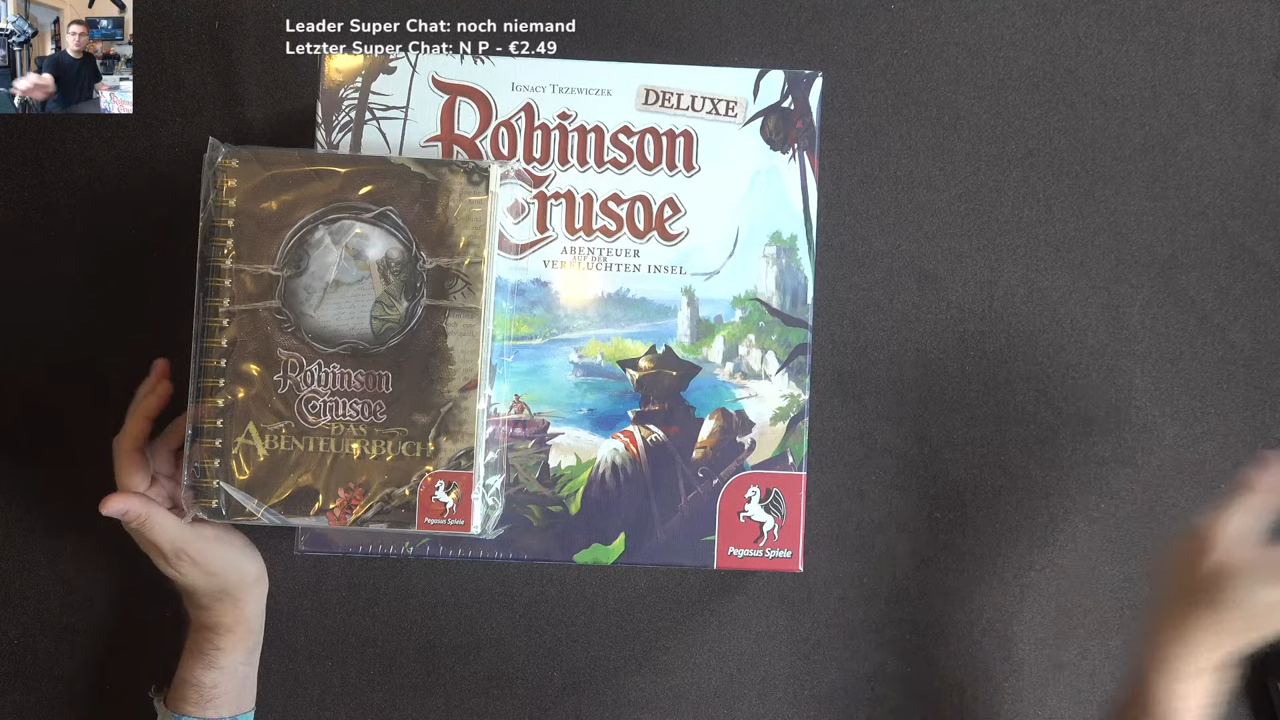 Leader Super Chat: noch niemand
Letzter Super Chat: N P - €2.49
IGNACY TRZEWICZEK
DELUXE
Robinson
Crusoe
ABENTEUER
AUF DER
VERFLUCHTEN INSEL
Robinson
Crusoe
DAS
ABENTEUERBUCH
Pegasus Spiele
Pegasus Spiele